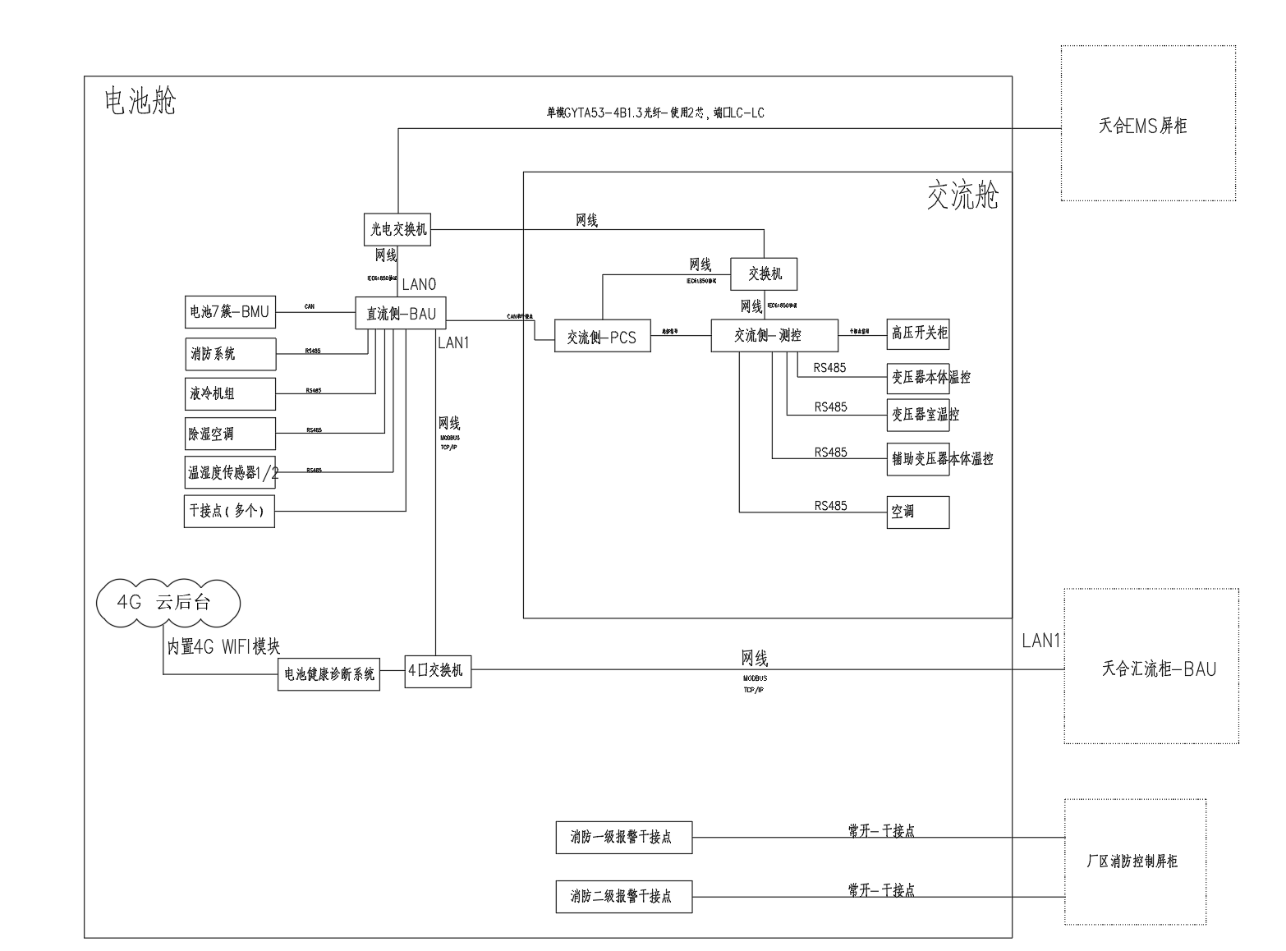 电池舱
单模GYTA53-4B1.3光纤-使用2芯，端口LC-LC
天合EMS屏柜
交流舱
光电交换机
网线
网线
LAN0
网线
交换机
网线
电池7簇-BMU
CAN
直流侧-BAU
LAN1
交流侧-PCS
交流侧-测控
高压开关柜
消防系统
RS485
RS485
变压器本体温控
液冷机组
RS485
RS485
变压器室温控
除湿空调
RS485
网线
MODBUS
TCP/IP
RS485
辅助变压器本体温控
温湿度传感器1/2
RS485
干接点(多个)
RS485
空调
4G 云后台
内置4G WIFI模块
电池健康诊断系统
4口交换机
网线
MODBUS
TCP/IP
LAN1
天合汇流柜-BAU
消防一级报警干接点
常开-干接点
厂区消防控制屏柜
消防二级报警干接点
常开-干接点